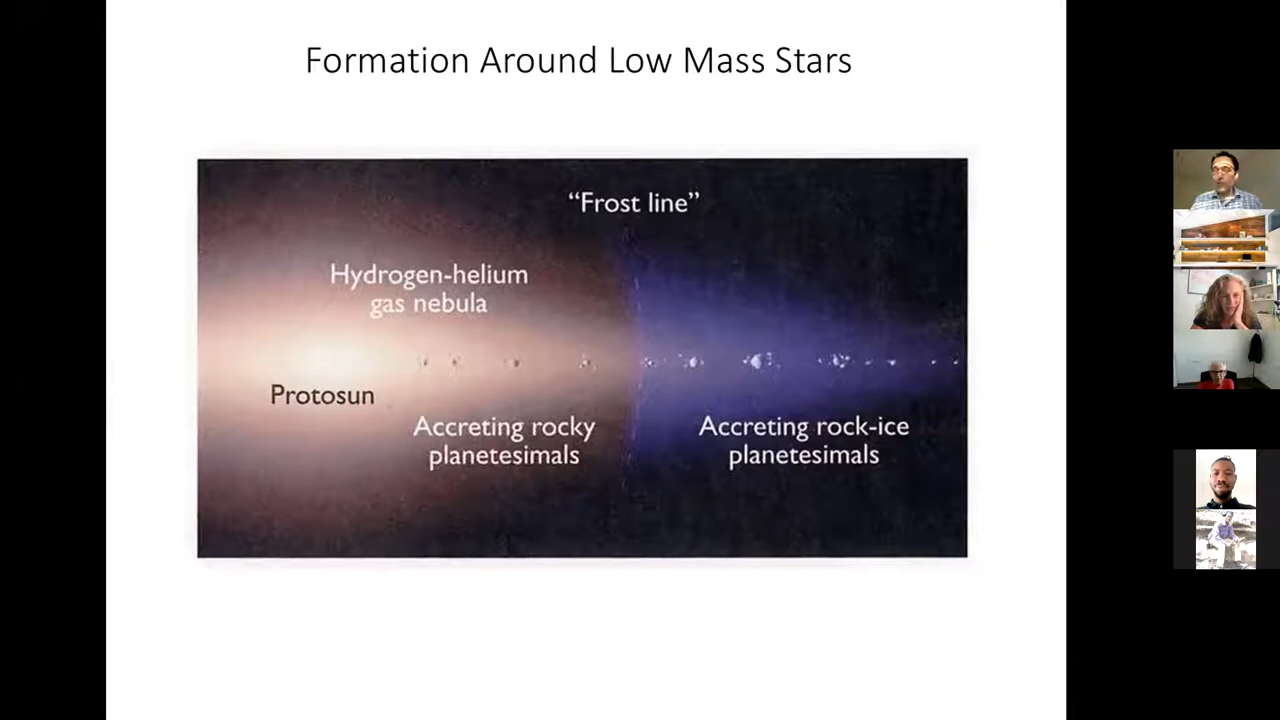 Formation Around Low Mass Stars
“Frost line”
Hydrogen-helium
gas nebula
Protosun
Accreting rocky
planetesimals
Accreting rock-ice
planetesimals